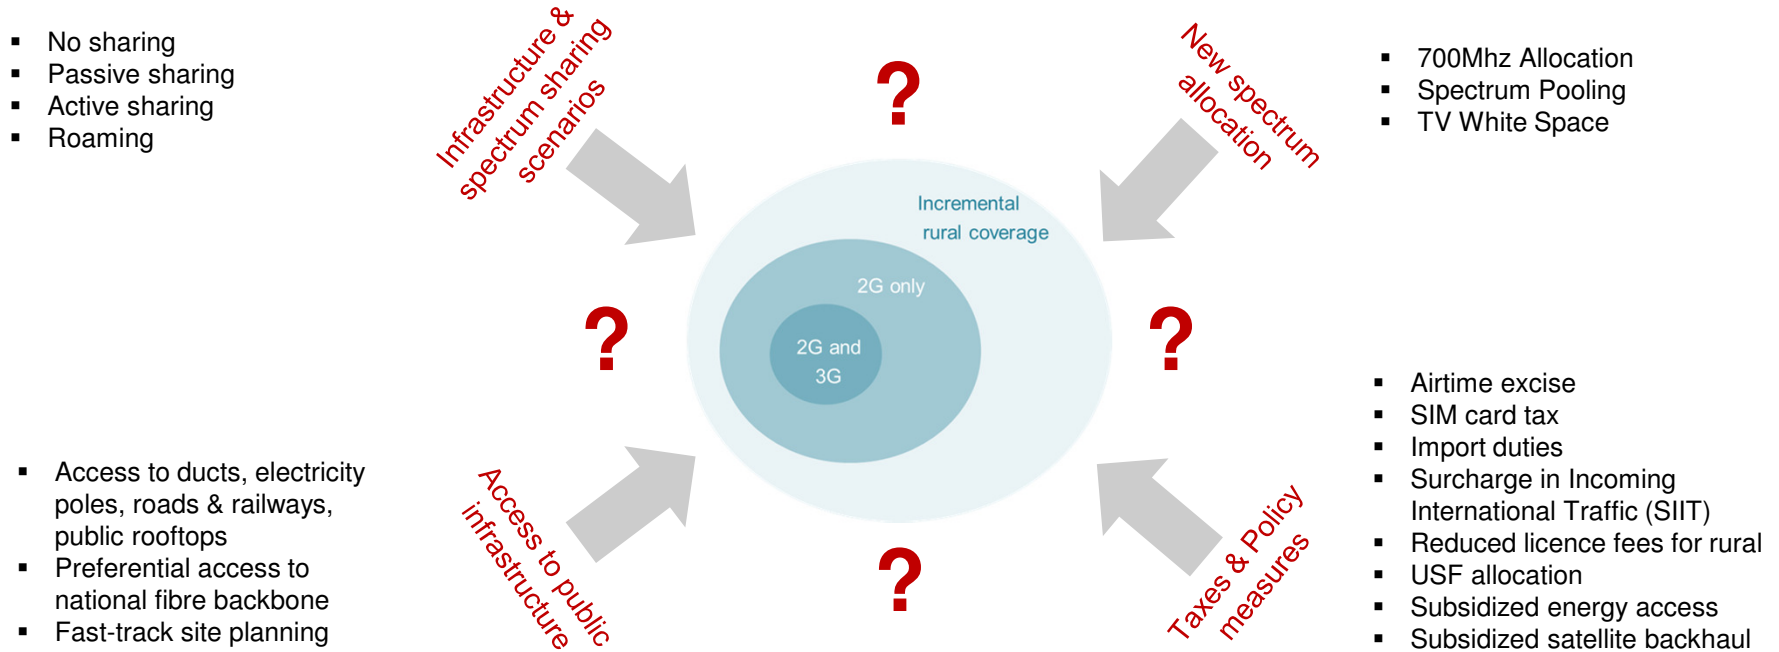 ▪ No sharing
▪ Passive sharing
▪ Active sharing
▪ Roaming
Infrastructure &
spectrum sharing
scenarios
?
New spectrum
allocation
▪ 700Mhz Allocation
▪ Spectrum Pooling
▪ TV White Space
Incremental
rural coverage
2G only
2G and
3G
?
?
▪ Access to ducts, electricity
poles, roads & railways,
public rooftops
▪ Preferential access to
national fibre backbone
▪ Fast-track site planning
Access to public
infrastructure
?
Taxes & Policy
measures
▪ Airtime excise
▪ SIM card tax
▪ Import duties
▪ Surcharge in Incoming
International Traffic (SIIT)
▪ Reduced licence fees for rural
▪ USF allocation
▪ Subsidized energy access
▪ Subsidized satellite backhaul